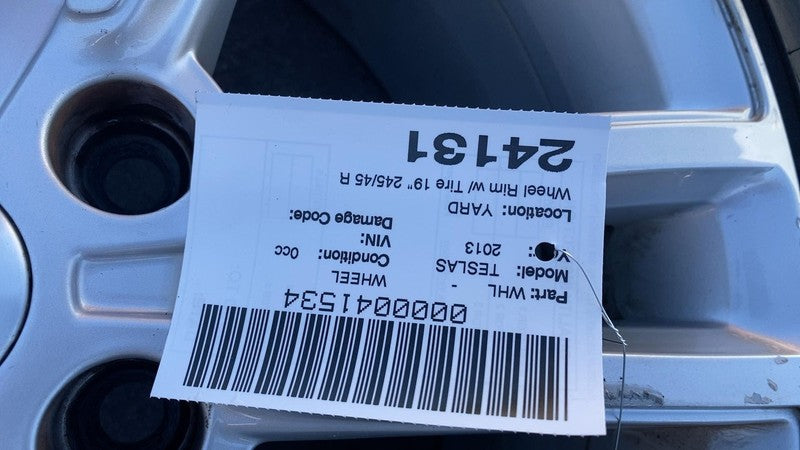 0000041534
Part: WHL - WHEEL
Model: TESLAS Condition: 0cc
2013 VIN:
Location: YARD Damage Code:
Wheel Rim w/ Tire 19" 245/45 R
24131